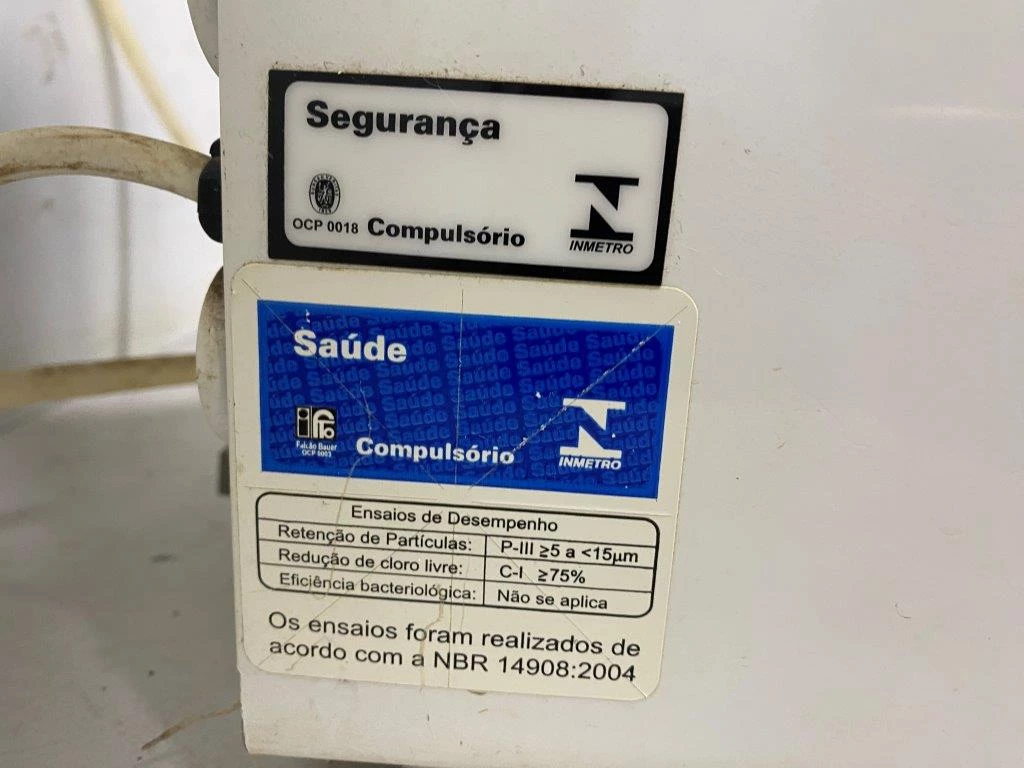 Segurança
OCP 0018 Compulsório
INMETRO
Saúde
Falcão Bauer
OCP 0003
Compulsório
INMETRO
Ensaios de Desempenho
Retenção de Partículas: P-III ≥5 a <15µm
Redução de cloro livre: C-I ≥75%
Eficiência bacteriológica: Não se aplica
Os ensaios foram realizados de
acordo com a NBR 14908:2004